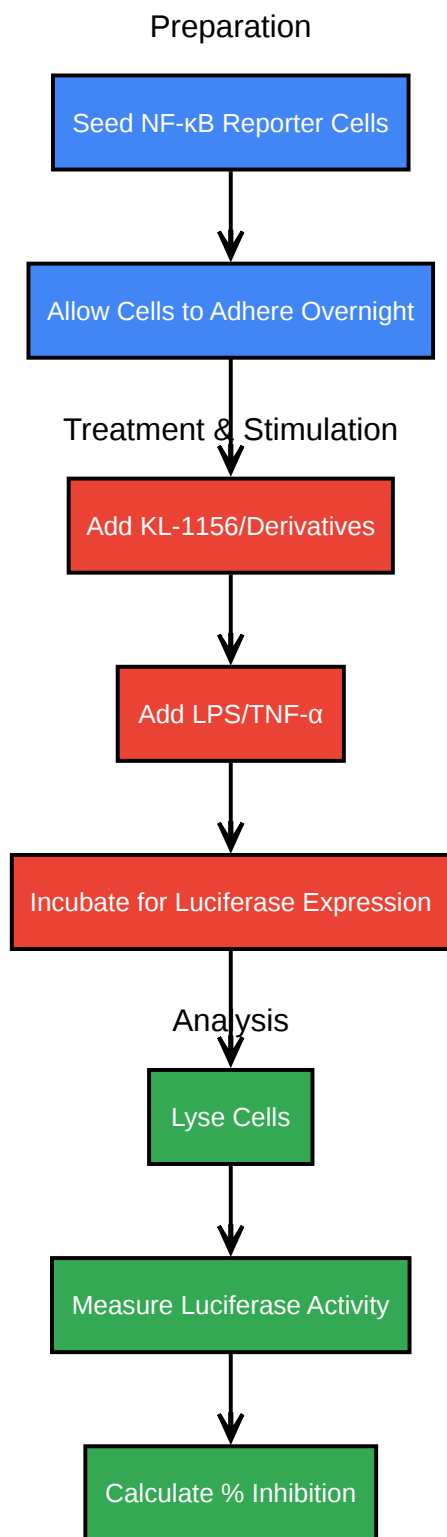 Preparation
Seed NF-κB Reporter Cells
Allow Cells to Adhere Overnight
Treatment & Stimulation
Add KL-1156/Derivatives
Add LPS/TNF-α
Incubate for Luciferase Expression
Analysis
Lyse Cells
Measure Luciferase Activity
Calculate % Inhibition